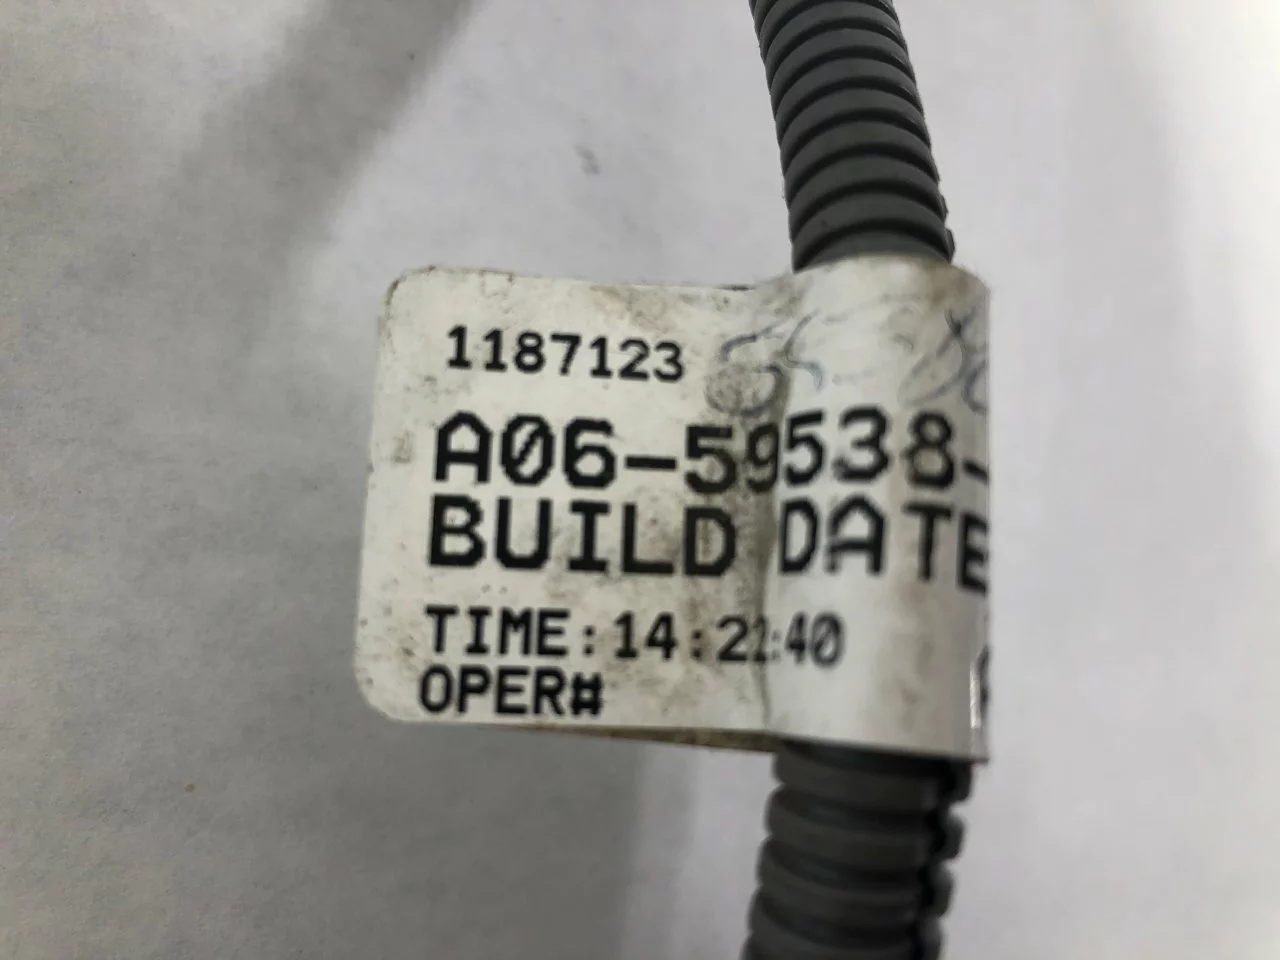 1187123
A06-59538-
BUILD DATE
TIME:14:21:40
OPER#